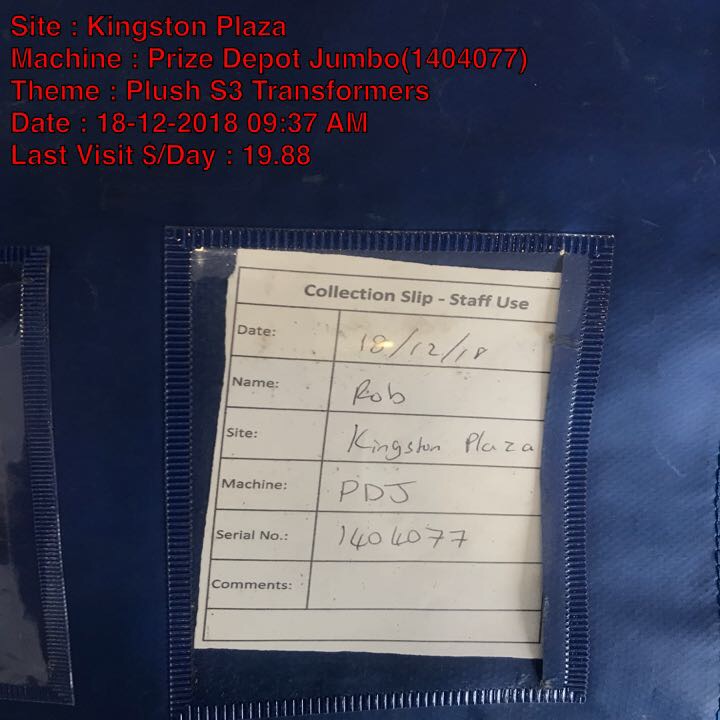 Site : Kingston Plaza
Machine : Prize Depot Jumbo(1404077)
Theme : Plush S3 Transformers
Date : 18-12-2018 09:37 AM
Last Visit $/Day : 19.88
Collection Slip - Staff Use
Date: 18/12/18
Name: Rob
Site: Kingston Plaza
Machine: PDJ
Serial No.: 1404077
Comments: